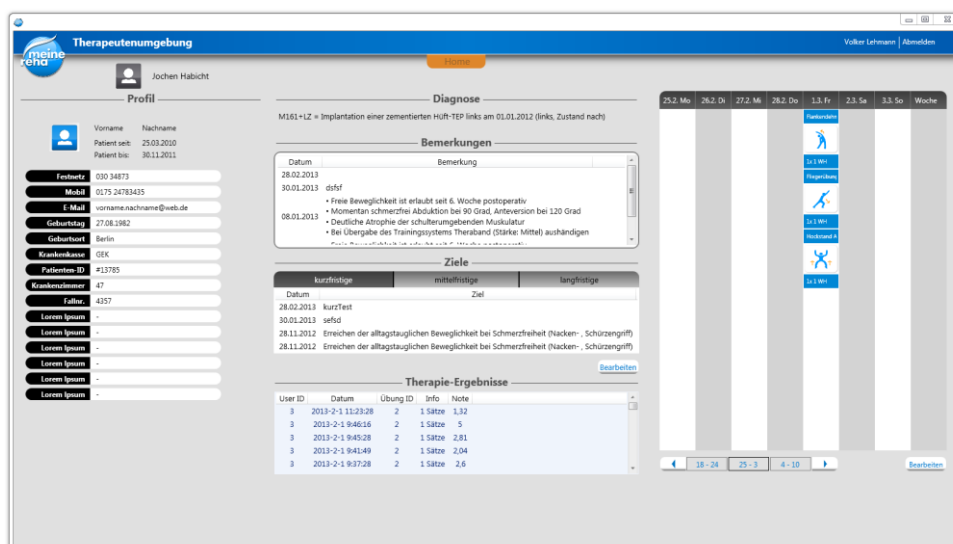 Therapeutenumgebung
Volker Lehmann | Abmelden
meine
reha
Home
Jochen Habicht
Profil
Vorname Nachname
Patient seit: 25.03.2010
Patient bis: 30.11.2011
Festnetz 030 34873
Mobil 0175 24783435
E-Mail vorname.nachname@web.de
Geburtstag 27.08.1982
Geburtsort Berlin
Krankenkasse GEK
Patienten-ID #13785
Krankenzimmer 47
Fallnr. 4357
Lorem Ipsum -
Lorem Ipsum -
Lorem Ipsum -
Lorem Ipsum -
Lorem Ipsum -
Lorem Ipsum -
Diagnose
M161+LZ = Implantation einer zementierten Hüft-TEP links am 01.01.2012 (links, Zustand nach)
Bemerkungen
Datum Bemerkung
28.02.2013
30.01.2013 dsfsf
• Freie Beweglichkeit ist erlaubt seit 6. Woche postoperativ
• Momentan schmerzfrei Abduktion bei 90 Grad, Anteversion bei 120 Grad
08.01.2013
• Deutliche Atrophie der schulterumgebenden Muskulatur
• Bei Übergabe des Trainingssystems Theraband (Stärke: Mittel) aushändigen
• Freie Beweglichkeit ist erlaubt seit 6. Woche postoperativ
Ziele
kurzfristige mittelfristige langfristige
Datum Ziel
28.02.2013 kurzTest
30.01.2013 sefsd
28.11.2012 Erreichen der alltagstauglichen Beweglichkeit bei Schmerzfreiheit (Nacken- , Schürzengriff)
28.11.2012 Erreichen der alltagstauglichen Beweglichkeit bei Schmerzfreiheit (Nacken- , Schürzengriff)
Bearbeiten
Therapie-Ergebnisse
User ID Datum Übung ID Info Note
3 2013-2-1 11:23:28 2 1 Sätze 1,32
3 2013-2-1 9:46:16 2 1 Sätze 5
3 2013-2-1 9:45:28 2 1 Sätze 2,81
3 2013-2-1 9:41:49 2 1 Sätze 2,04
3 2013-2-1 9:37:28 2 1 Sätze 2,6
25.2. Mo 26.2. Di 27.2. Mi 28.2. Do 1.3. Fr 2.3. Sa 3.3. So Woche
Flankendehn
1x 1 WH
Fliegerübung
1x 1 WH
Hockstand A
1x 1 WH
18 - 24 25 - 3 4 - 10
Bearbeiten